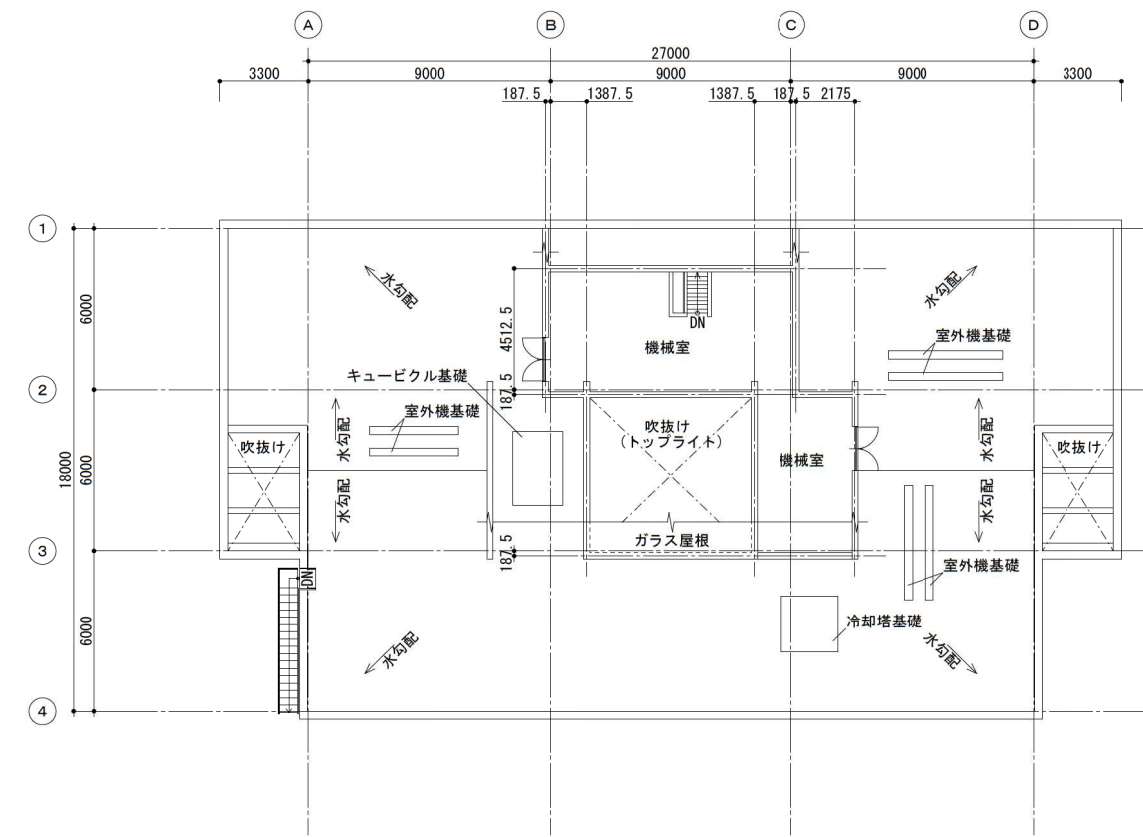 A
B
C
D
27000
3300
9000
9000
9000
3300
187.5
1387.5
1387.5
187.5
2175
1
水勾配
水勾配
6000
4512.5
DN
機械室
室外機基礎
キュービクル基礎
2
187.5
室外機基礎
水勾配
吹抜け
(トップライト)
水勾配
吹抜け
機械室
吹抜け
18000
6000
水勾配
水勾配
ガラス屋根
3
187.5
室外機基礎
DN
6000
冷却塔基礎
水勾配
水勾配
4